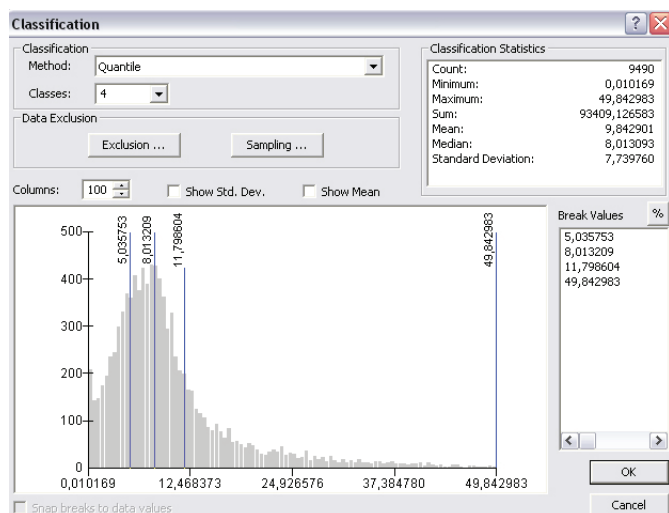 Classification
Classification
Method: Quantile
Classes: 4
Data Exclusion
Exclusion ...
Sampling ...
Classification Statistics
Count: 9490
Minimum: 0,010169
Maximum: 49,842983
Sum: 93409,126583
Mean: 9,842901
Median: 8,013093
Standard Deviation: 7,739760
Columns: 100 Show Std. Dev. Show Mean
Break Values %
5,035753
8,013209
11,798604
49,842983
500
400
300
200
100
0
5,035753
8,013209
11,798604
49,842983
0,010169 12,468373 24,926576 37,384780 49,842983
Snap breaks to data values
OK
Cancel